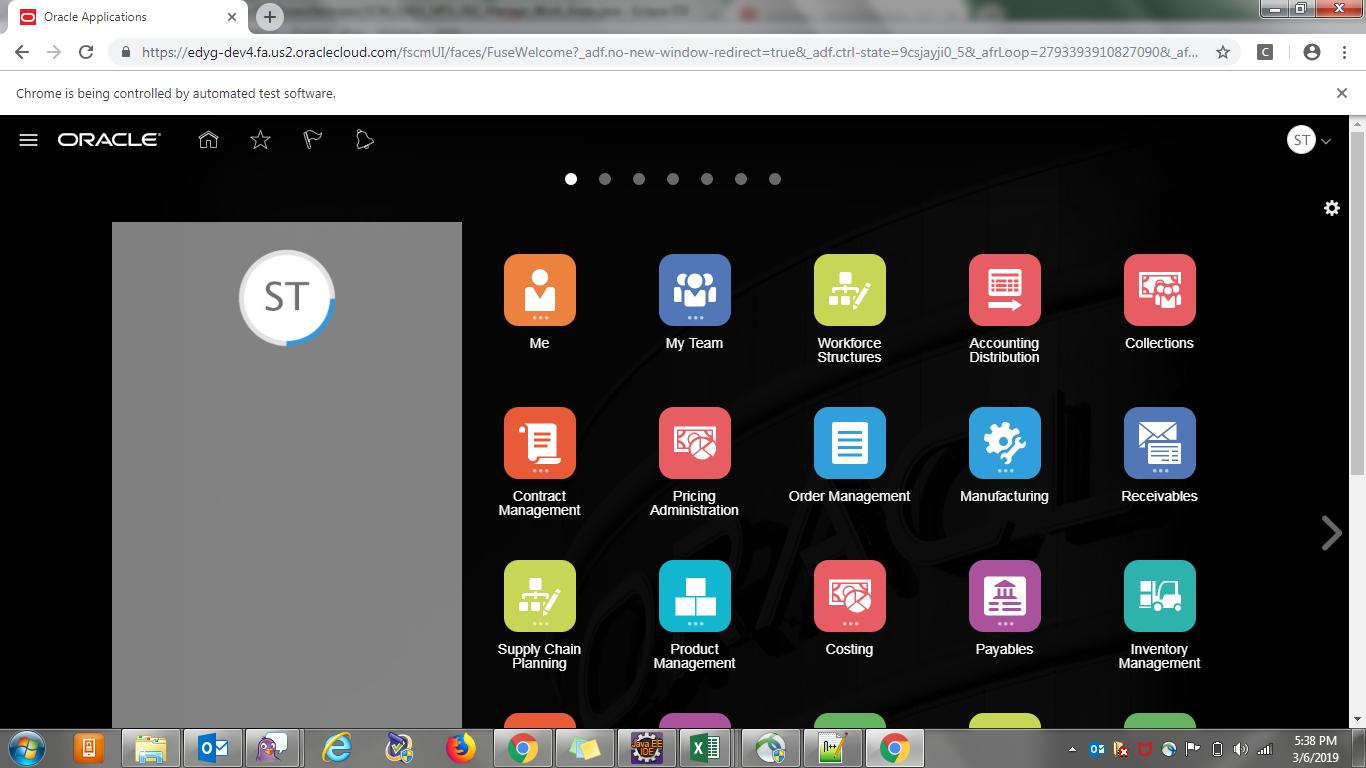 Oracle Applications
https://edyg-dev4.fa.us2.oraclecloud.com/fscmUI/faces/FuseWelcome?_adf.no-new-window-redirect=true&_adf.ctrl-state=9csjayji0_5&_afrLoop=2793393910827090&_af...
C
Chrome is being controlled by automated test software.
ORACLE
ST
ST
Me
My Team
Workforce
Structures
Accounting
Distribution
Collections
Contract
Management
Pricing
Administration
Order Management
Manufacturing
Receivables
Supply Chain
Planning
Product
Management
Costing
Payables
Inventory
Management
Java EE
IDE
5:38 PM
3/6/2019